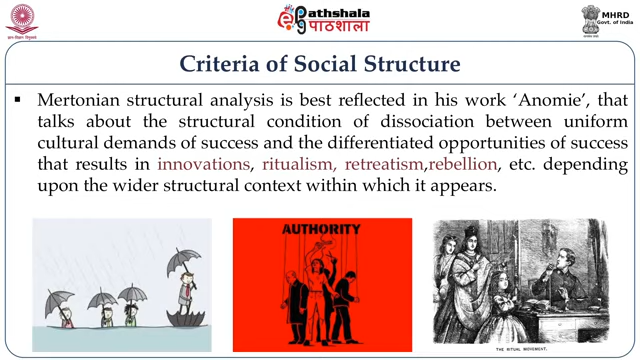 Pathshala
पाठशाला
MHRD
Govt. of India
Criteria of Social Structure
▪ Mertonian structural analysis is best reflected in his work ‘Anomie’, that
talks about the structural condition of dissociation between uniform
cultural demands of success and the differentiated opportunities of success
that results in innovations, ritualism, retreatism,rebellion, etc. depending
upon the wider structural context within which it appears.
AUTHORITY
THE RITUAL MOVEMENT.